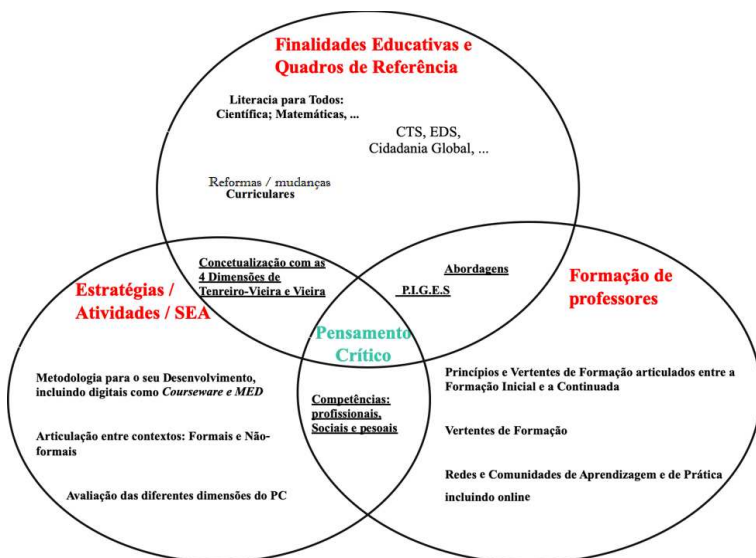 Finalidades Educativas e
Quadros de Referência
Literacia para Todos:
Científica; Matemáticas, ...
CTS, EDS,
Cidadania Global, ...
Reformas / mudanças
Curriculares
Concetualização com as
4 Dimensões de
Tenreiro-Vieira e Vieira
Abordagens
P.I.G.E.S
Estratégias /
Atividades / SEA
Formação de
professores
Pensamento
Crítico
Metodologia para o seu Desenvolvimento,
incluindo digitais como Courseware e MED
Articulação entre contextos: Formais e Não-
formais
Avaliação das diferentes dimensões do PC
Competências:
profissionais,
Sociais e pesoais
Princípios e Vertentes de Formação articulados entre a
Formação Inicial e a Continuada
Vertentes de Formação
Redes e Comunidades de Aprendizagem e de Prática
incluindo online